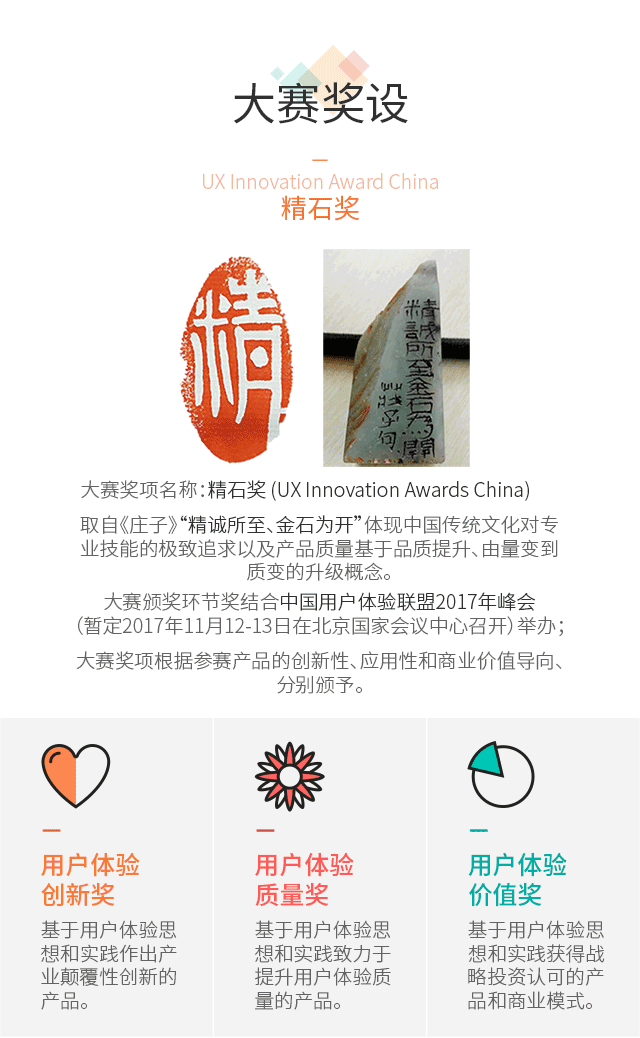 大赛奖设
UX Innovation Award China
精石奖
精
精誠所至金石為開
莊子句
大赛奖项名称：精石奖 (UX Innovation Awards China)
取自《庄子》“精诚所至、金石为开”体现中国传统文化对专
业技能的极致追求以及产品质量基于品质提升、由量变到
质变的升级概念。
大赛颁奖环节奖结合中国用户体验联盟2017年峰会
（暂定2017年11月12-13日在北京国家会议中心召开）举办；
大赛奖项根据参赛产品的创新性、应用性和商业价值导向、
分别颁予。
用户体验
创新奖
基于用户体验思
想和实践作出产
业颠覆性创新的
产品。
用户体验
质量奖
基于用户体验思
想和实践致力于
提升用户体验质
量的产品。
用户体验
价值奖
基于用户体验思
想和实践获得战
略投资认可的产
品和商业模式。